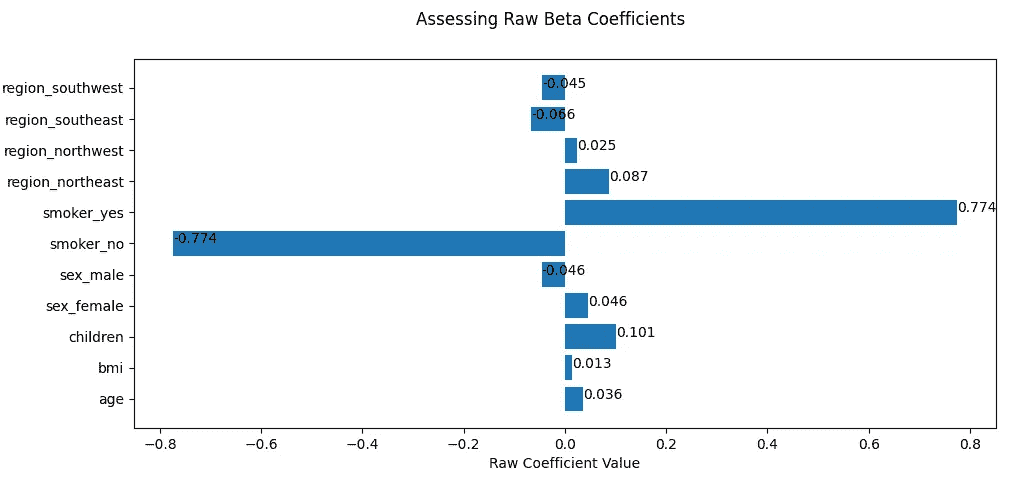 Assessing Raw Beta Coefficients
region_southwest -0.045
region_southeast -0.066
region_northwest 0.025
region_northeast 0.087
smoker_yes 0.774
smoker_no -0.774
sex_male -0.046
sex_female 0.046
children 0.101
bmi 0.013
age 0.036
−0.8 −0.6 −0.4 −0.2 0.0 0.2 0.4 0.6 0.8
Raw Coefficient Value